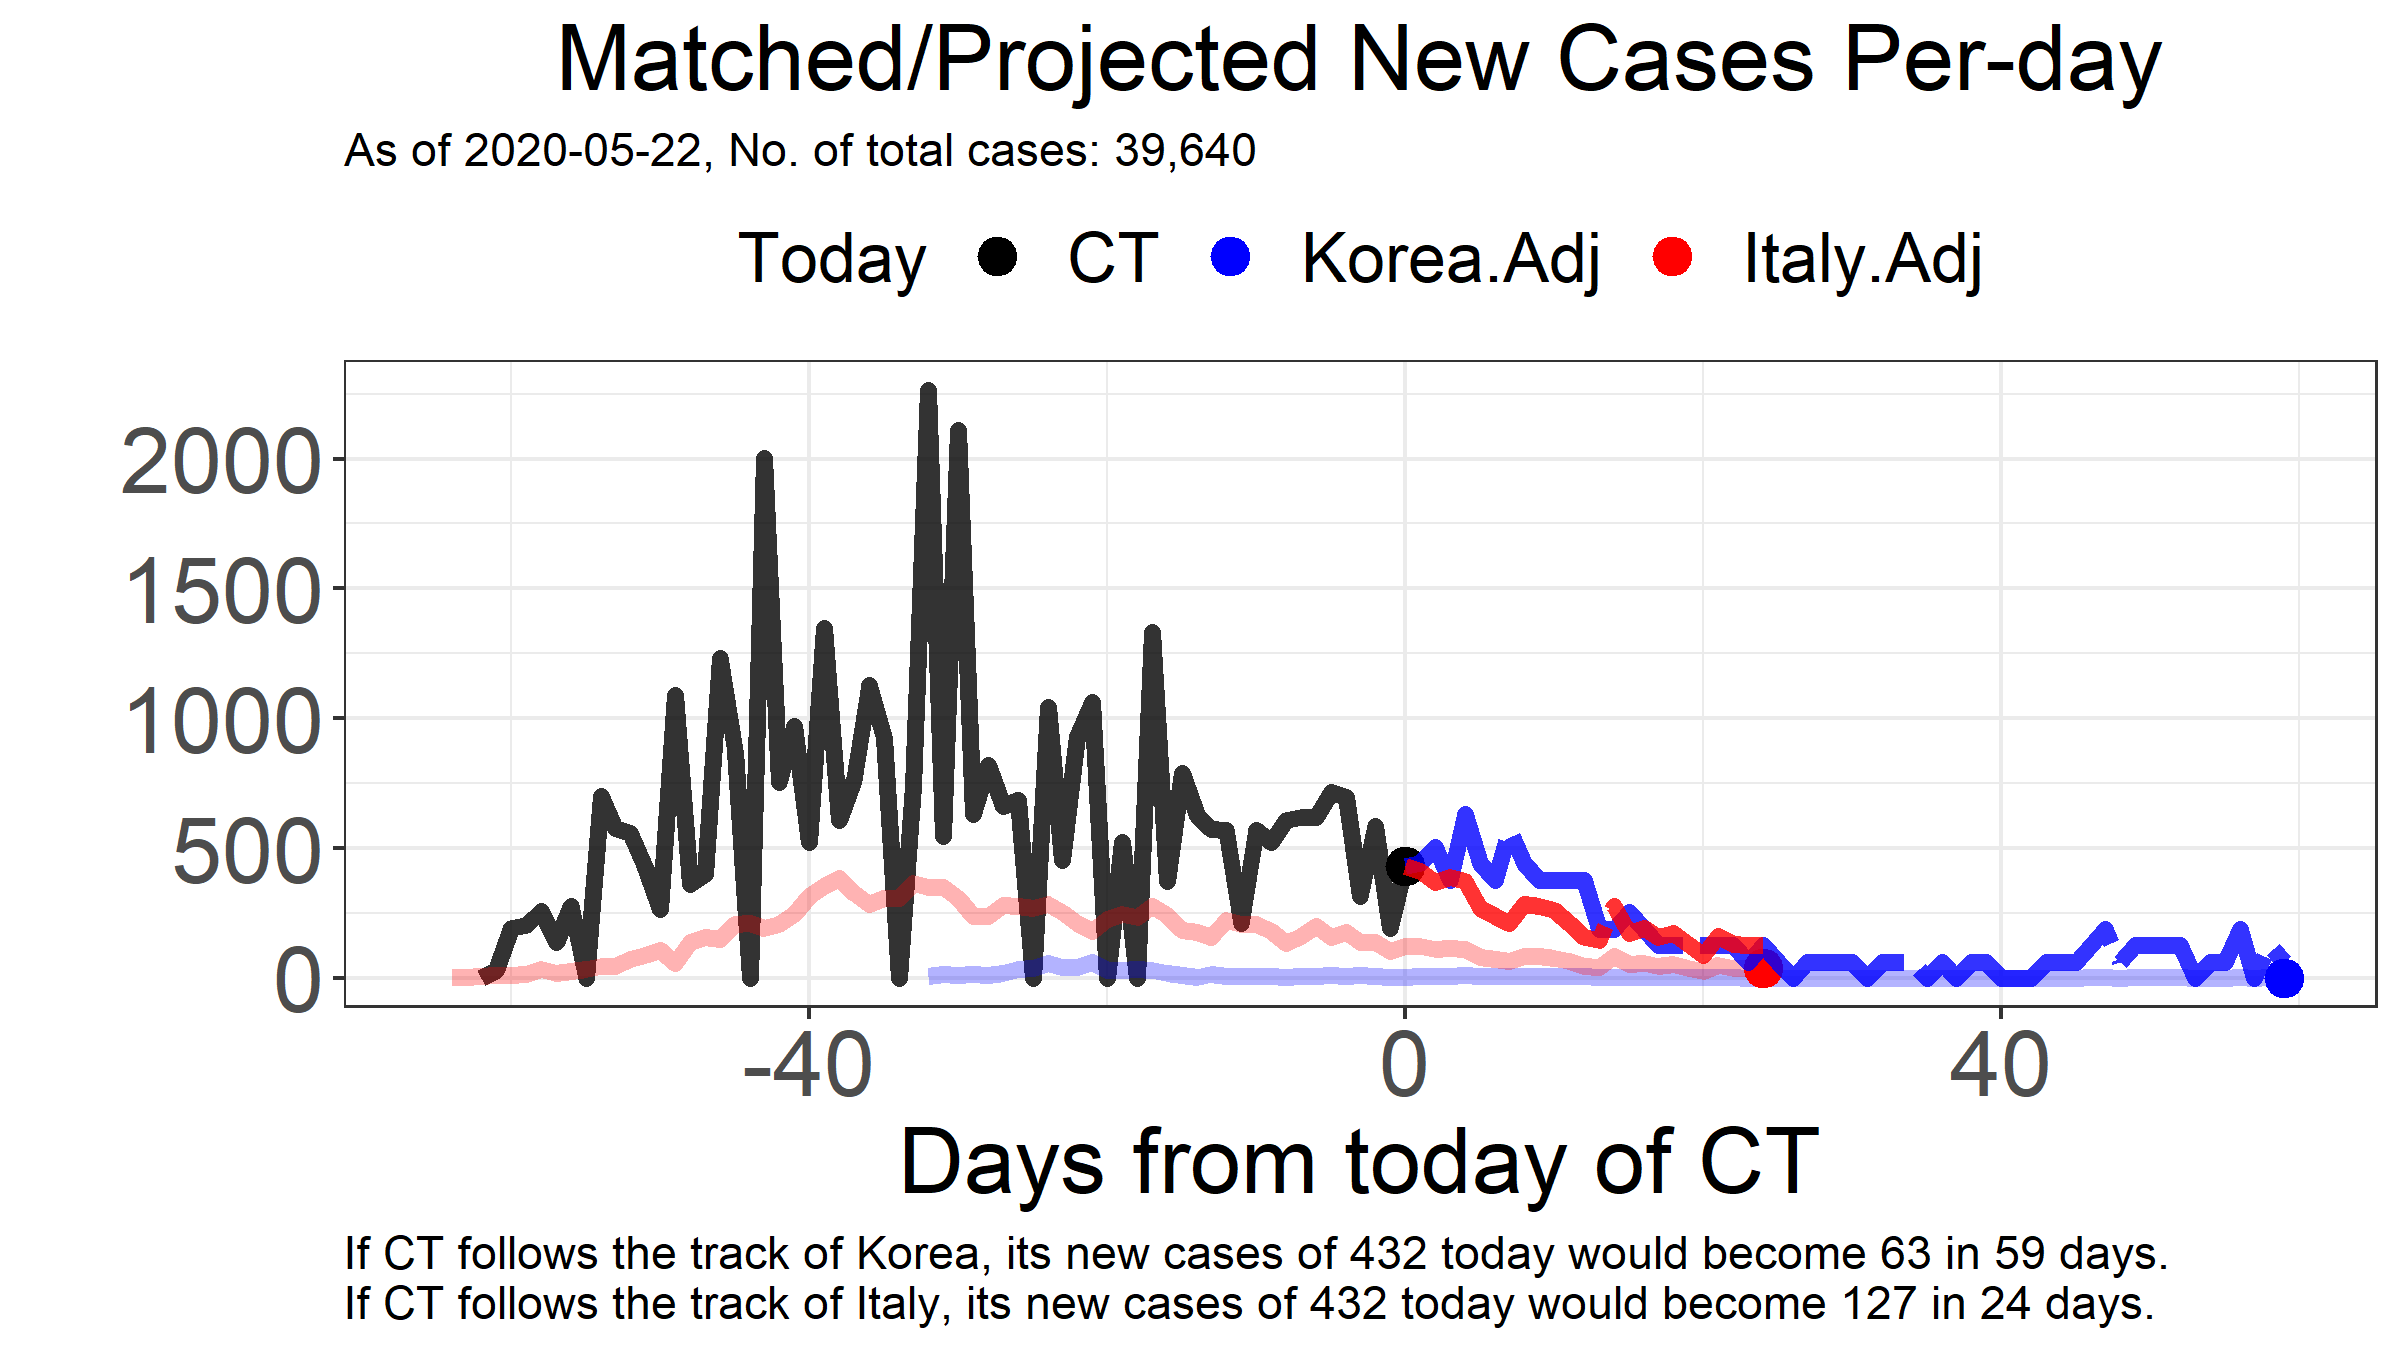 Matched/Projected New Cases Per-day
As of 2020-05-22, No. of total cases: 39,640
Today CT Korea.Adj Italy.Adj
2000
1500
1000
500
0
-40 0 40
Days from today of CT
If CT follows the track of Korea, its new cases of 432 today would become 63 in 59 days.
If CT follows the track of Italy, its new cases of 432 today would become 127 in 24 days.